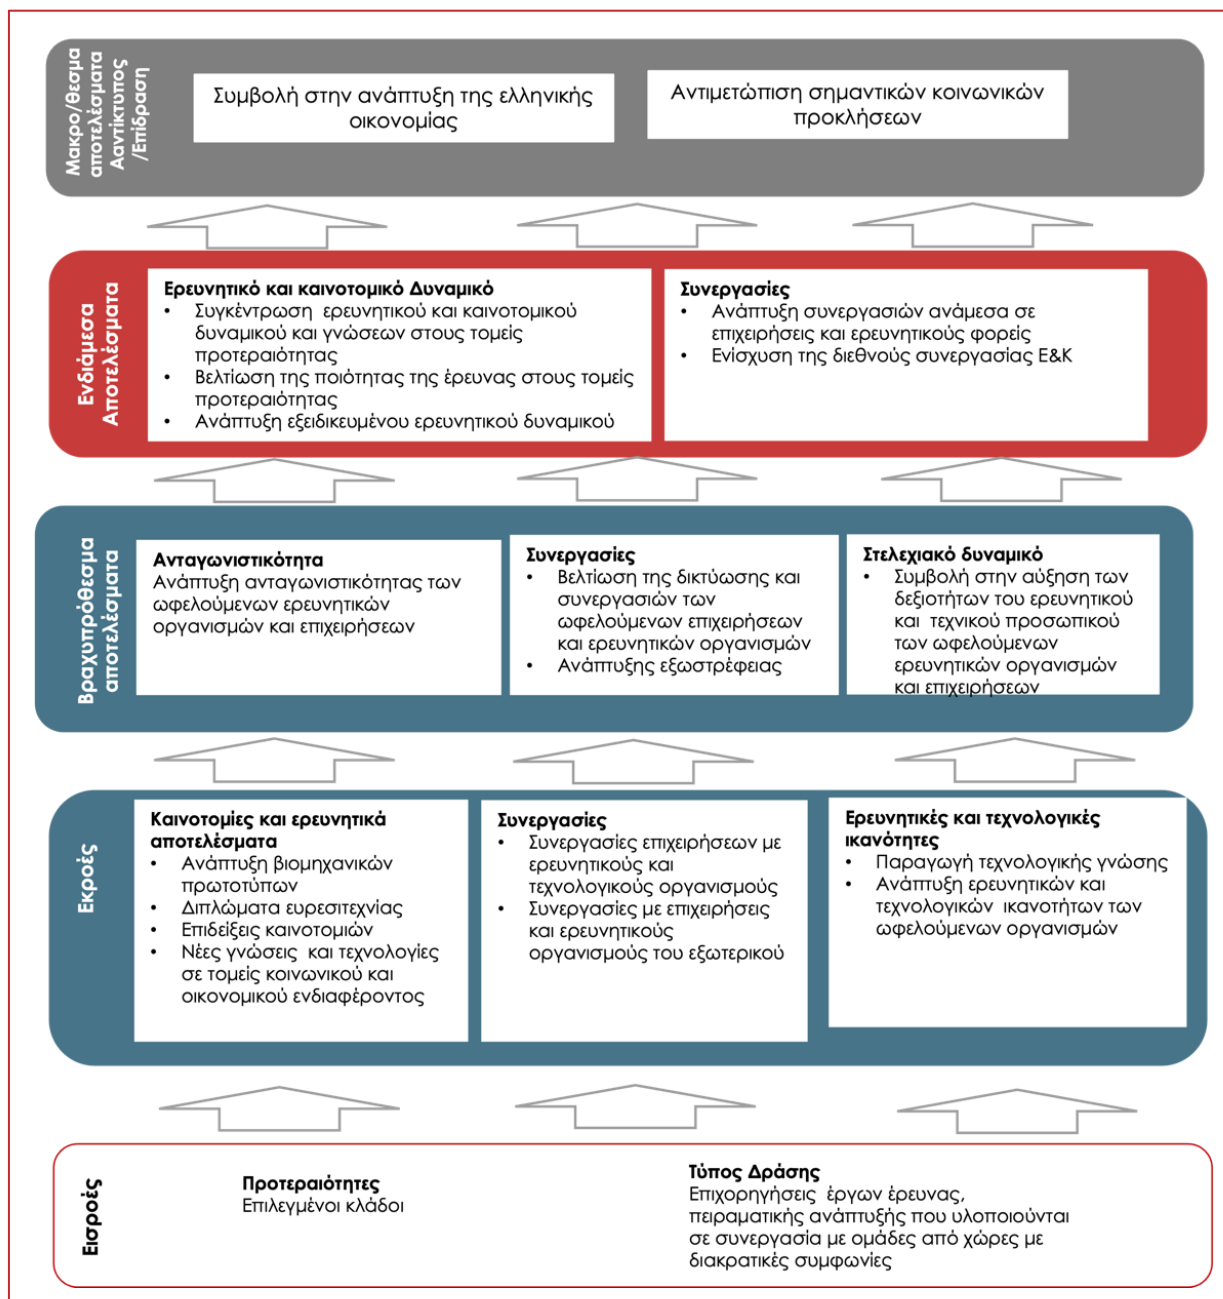 Μακρο/θεσμα
αποτελέσματα
Ααντίκτυπος
/Επίδραση
Συμβολή στην ανάπτυξη της ελληνικής
οικονομίας
Αντιμετώπιση σημαντικών κοινωνικών
προκλήσεων
Ενδιάμεσα
Αποτελέσματα
Ερευνητικό και καινοτομικό Δυναμικό
• Συγκέντρωση ερευνητικού και καινοτομικού
δυναμικού και γνώσεων στους τομείς
προτεραιότητας
• Βελτίωση της ποιότητας της έρευνας στους τομείς
προτεραιότητας
• Ανάπτυξη εξειδικευμένου ερευνητικού δυναμικού
Συνεργασίες
• Ανάπτυξη συνεργασιών ανάμεσα σε
επιχειρήσεις και ερευνητικούς φορείς
• Ενίσχυση της διεθνούς συνεργασίας Ε&Κ
Βραχυπρόθεσμα
αποτελέσματα
Ανταγωνιστικότητα
Ανάπτυξη ανταγωνιστικότητας των
ωφελούμενων ερευνητικών
οργανισμών και επιχειρήσεων
Συνεργασίες
• Βελτίωση της δικτύωσης και
συνεργασιών των
ωφελούμενων επιχειρήσεων
και ερευνητικών οργανισμών
• Ανάπτυξης εξωστρέφειας
Στελεχιακό δυναμικό
• Συμβολή στην αύξηση των
δεξιοτήτων του ερευνητικού
και τεχνικού προσωπικού
των ωφελούμενων
ερευνητικών οργανισμών
και επιχειρήσεων
Εκροές
Καινοτομίες και ερευνητικά
αποτελέσματα
• Ανάπτυξη βιομηχανικών
πρωτοτύπων
• Διπλώματα ευρεσιτεχνίας
• Επιδείξεις καινοτομιών
• Νέες γνώσεις και τεχνολογίες
σε τομείς κοινωνικού και
οικονομικού ενδιαφέροντος
Συνεργασίες
• Συνεργασίες επιχειρήσεων με
ερευνητικούς και
τεχνολογικούς οργανισμούς
• Συνεργασίες με επιχειρήσεις
και ερευνητικούς
οργανισμούς του εξωτερικού
Ερευνητικές και τεχνολογικές
ικανότητες
• Παραγωγή τεχνολογικής γνώσης
• Ανάπτυξη ερευνητικών και
τεχνολογικών ικανοτήτων των
ωφελούμενων οργανισμών
Εισροές
Προτεραιότητες
Επιλεγμένοι κλάδοι
Τύπος Δράσης
Επιχορηγήσεις έργων έρευνας,
πειραματικής ανάπτυξής που υλοποιούνται
σε συνεργασία με ομάδες από χώρες με
διακρατικές συμφωνίες